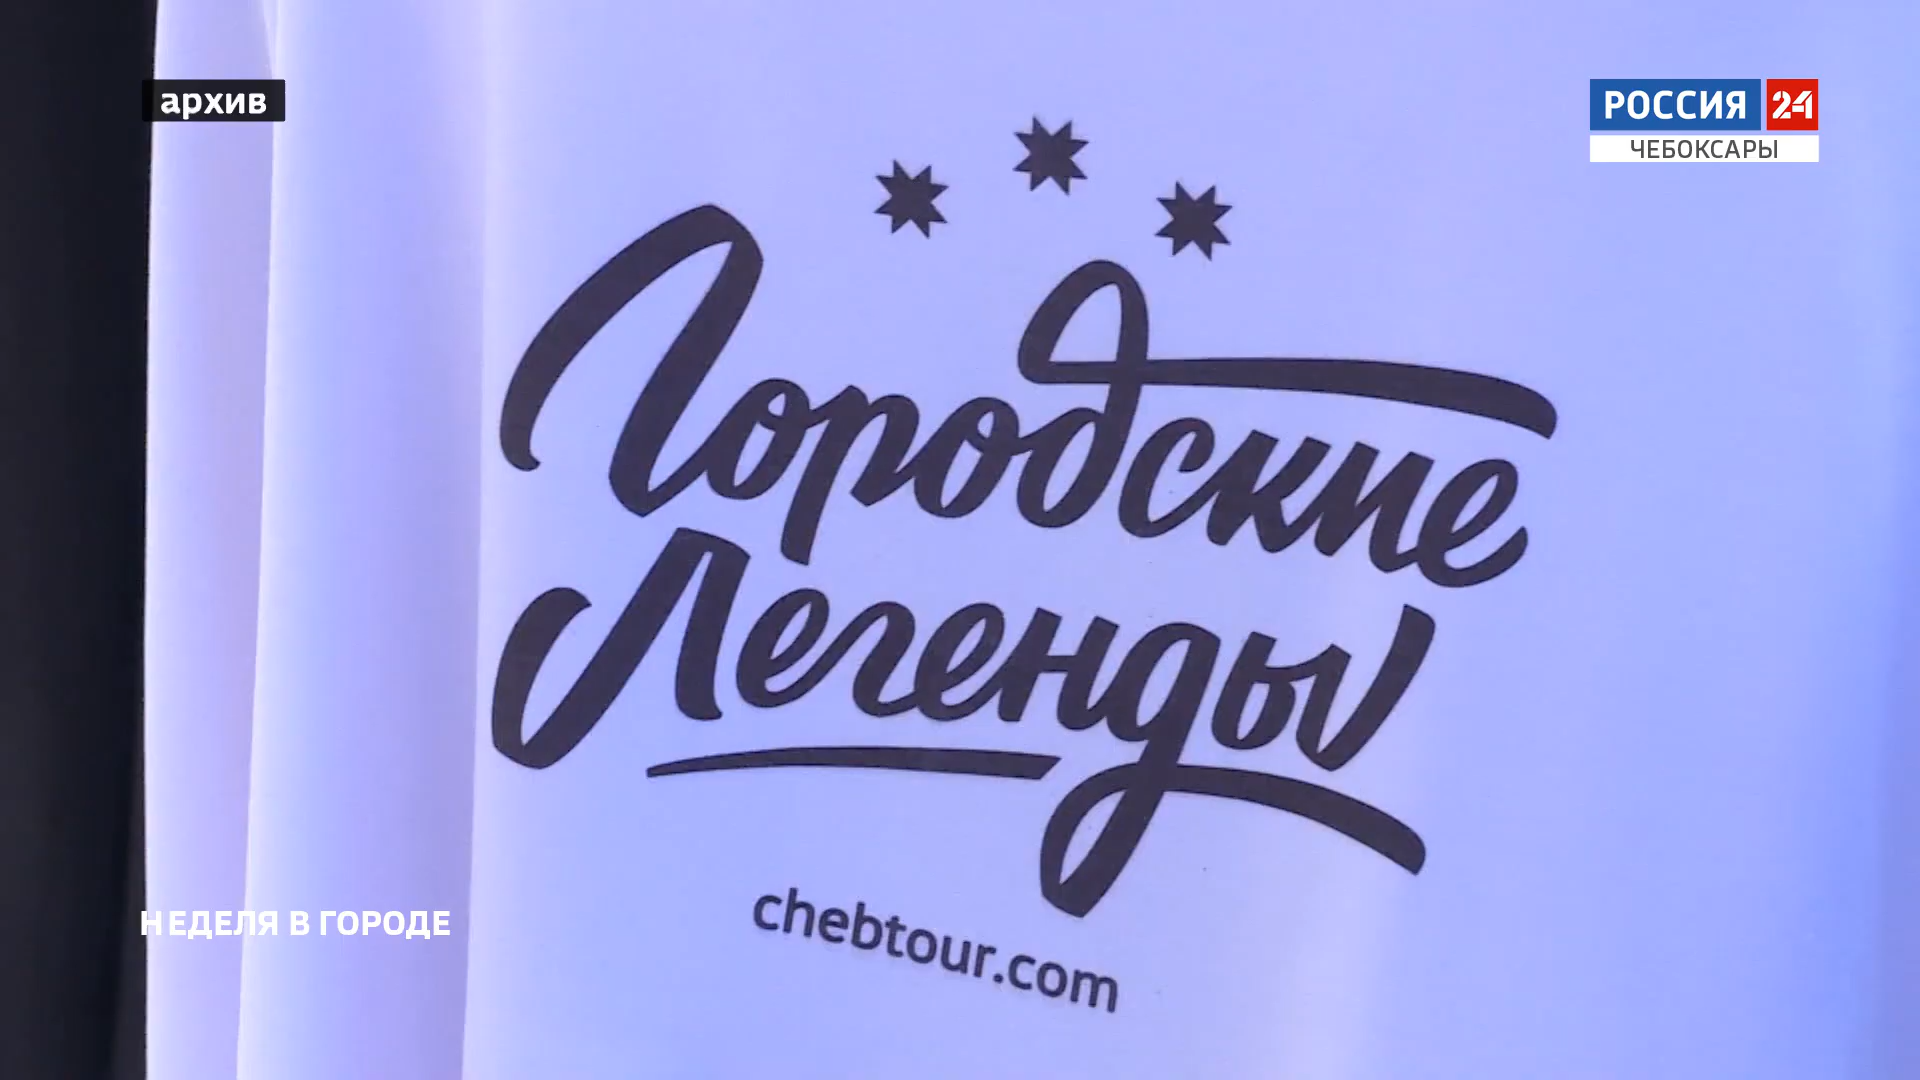 архив
РОССИЯ 24
ЧЕБОКСАРЫ
Городские
Легенды
chebtour.com
НЕДЕЛЯ В ГОРОДЕ